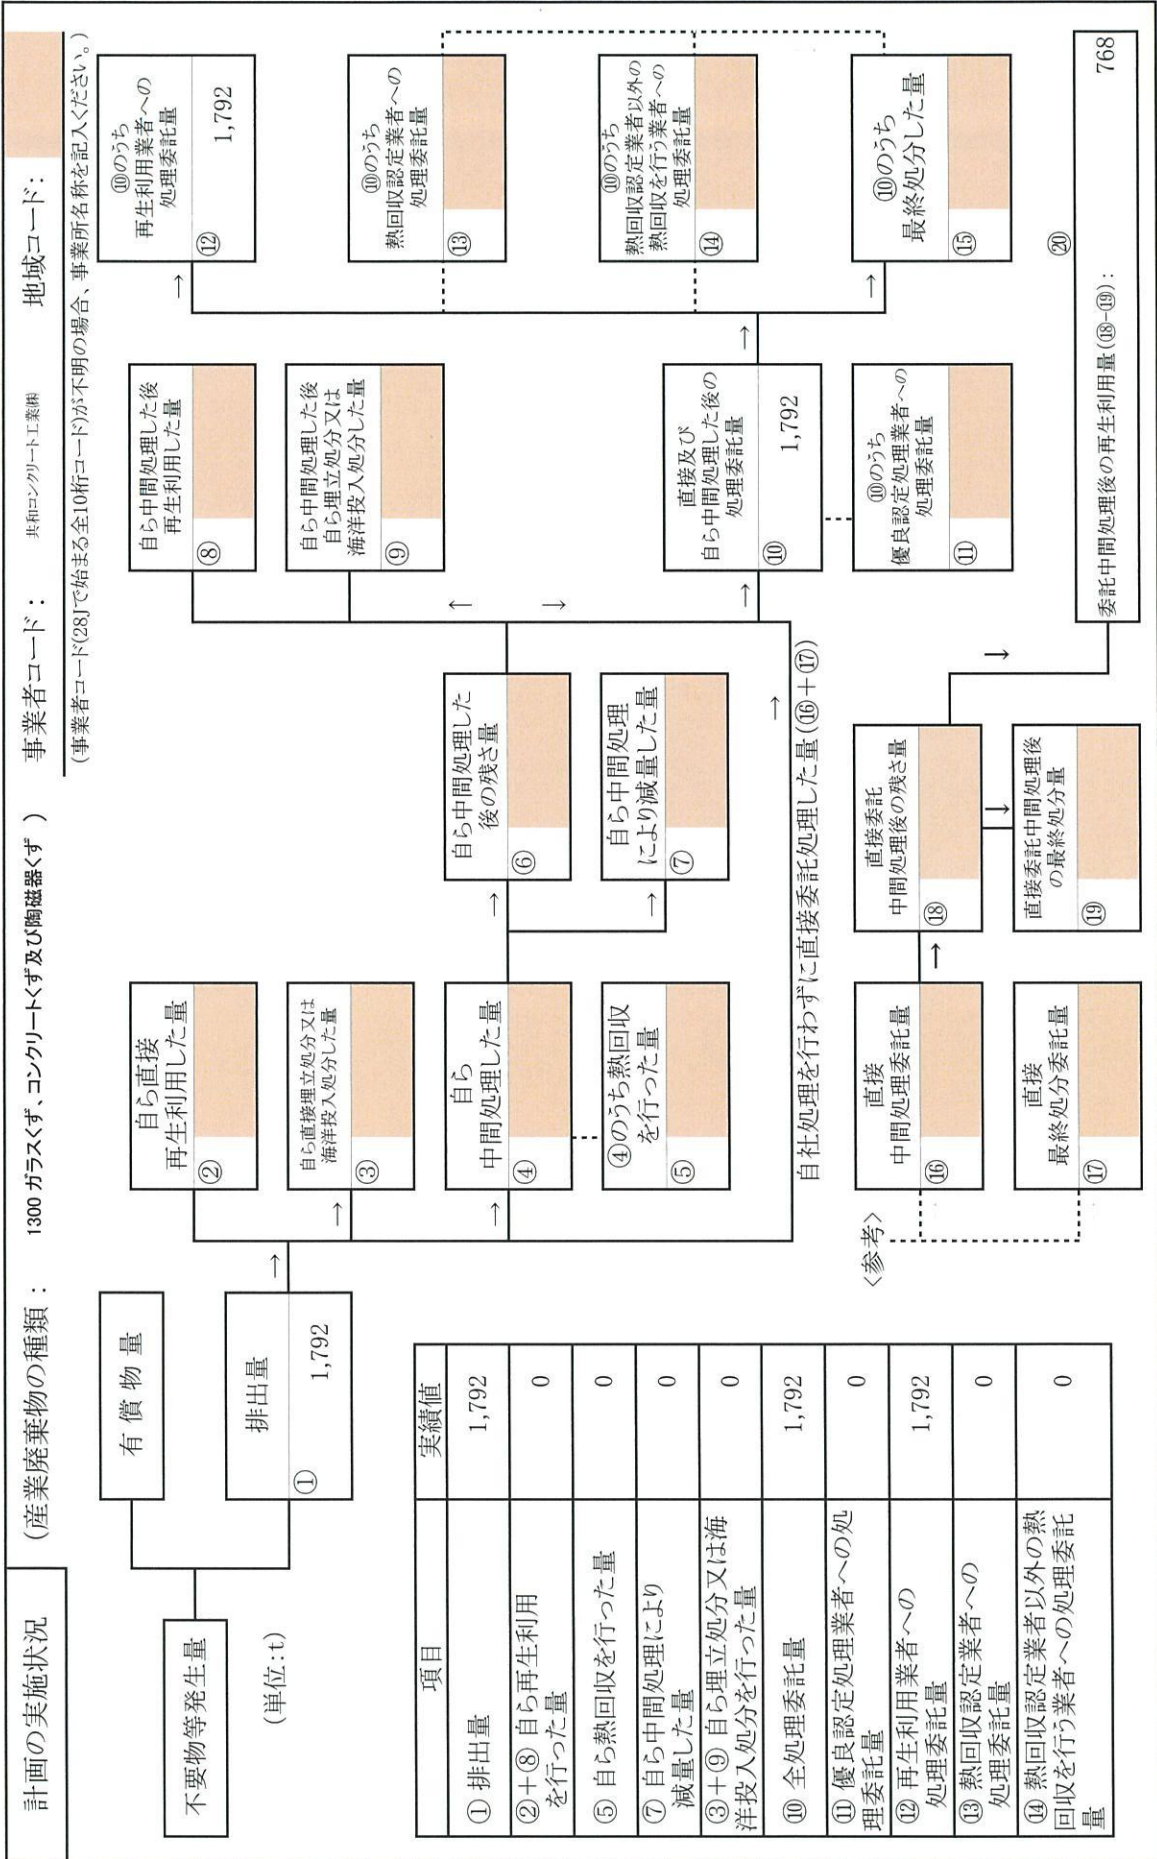 計画の実施状況
(産業廃棄物の種類： 1300 ガラスくず、コンクリートくず及び陶磁器くず )
事業者コード：
共和コンクリート工業㈱
地域コード：
(事業者コード(28J)で始まる全10桁コード)が不明の場合、事業所名称を記入ください。)
不要物等発生量
(単位:t)
有 償 物 量
排出量
① 1,792
自ら直接
再生利用した量
②
自ら直接埋立処分又は
海洋投入処分した量
③
自ら
中間処理した量
④
④のうち熱回収
を行った量
⑤
自ら中間処理した
後の残さ量
⑥
自ら中間処理
により減量した量
⑦
自ら中間処理した後
再生利用した量
⑧
自ら中間処理した後
自ら埋立処分又は
海洋投入処分した量
⑨
直接及び
自ら中間処理した後の
処理委託量
⑩ 1,792
⑩のうち
優良認定処理業者への
処理委託量
⑪
⑩のうち
再生利用業者への
処理委託量
⑫ 1,792
⑩のうち
熱回収認定業者への
処理委託量
⑬
⑩のうち
熱回収認定業者以外の
熱回収を行う業者への
処理委託量
⑭
⑩のうち
最終処分した量
⑮
自社処理を行わずに直接委託処理した量(⑯+⑰)
<参考>
直接
中間処理委託量
⑯
直接
最終処分委託量
⑰
直接委託
中間処理後の残さ量
⑱
直接委託中間処理後
の最終処分量
⑲
⑳
委託中間処理後の再生利用量(⑱-⑲)： 768
項目 実績値
① 排出量 1,792
②+⑧ 自ら再生利用
を行った量 0
⑤ 自ら熱回収を行った量 0
⑦ 自ら中間処理により
減量した量 0
③+⑨ 自ら埋立処分又は海
洋投入処分を行った量 0
⑩ 全処理委託量 1,792
⑪ 優良認定処理業者への処
理委託量 0
⑫ 再生利用業者への
処理委託量 1,792
⑬ 熱回収認定業者への
処理委託量 0
⑭ 熱回収認定業者以外の熱
回収を行う業者への処理委託
量 0